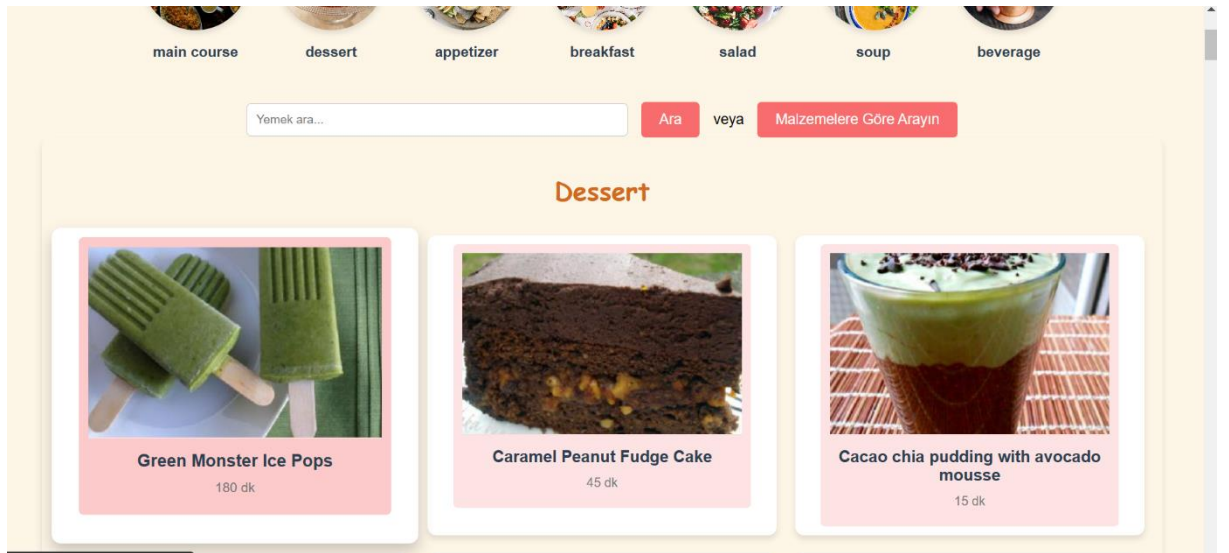 main course dessert appetizer breakfast salad soup beverage
Yemek ara... Ara veya Malzemelere Göre Arayın
Dessert
Green Monster Ice Pops
180 dk
Caramel Peanut Fudge Cake
45 dk
Cacao chia pudding with avocado
mousse
15 dk